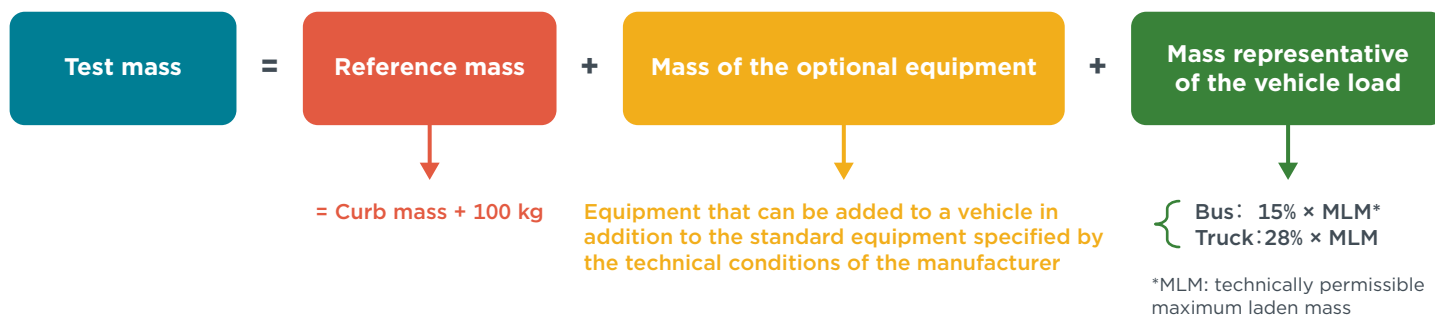 Test mass = Reference mass + Mass of the optional equipment + Mass representative
of the vehicle load
= Curb mass + 100 kg
Equipment that can be added to a vehicle in
addition to the standard equipment specified by
the technical conditions of the manufacturer
Bus: 15% × MLM*
Truck:28% × MLM
*MLM: technically permissible
maximum laden mass